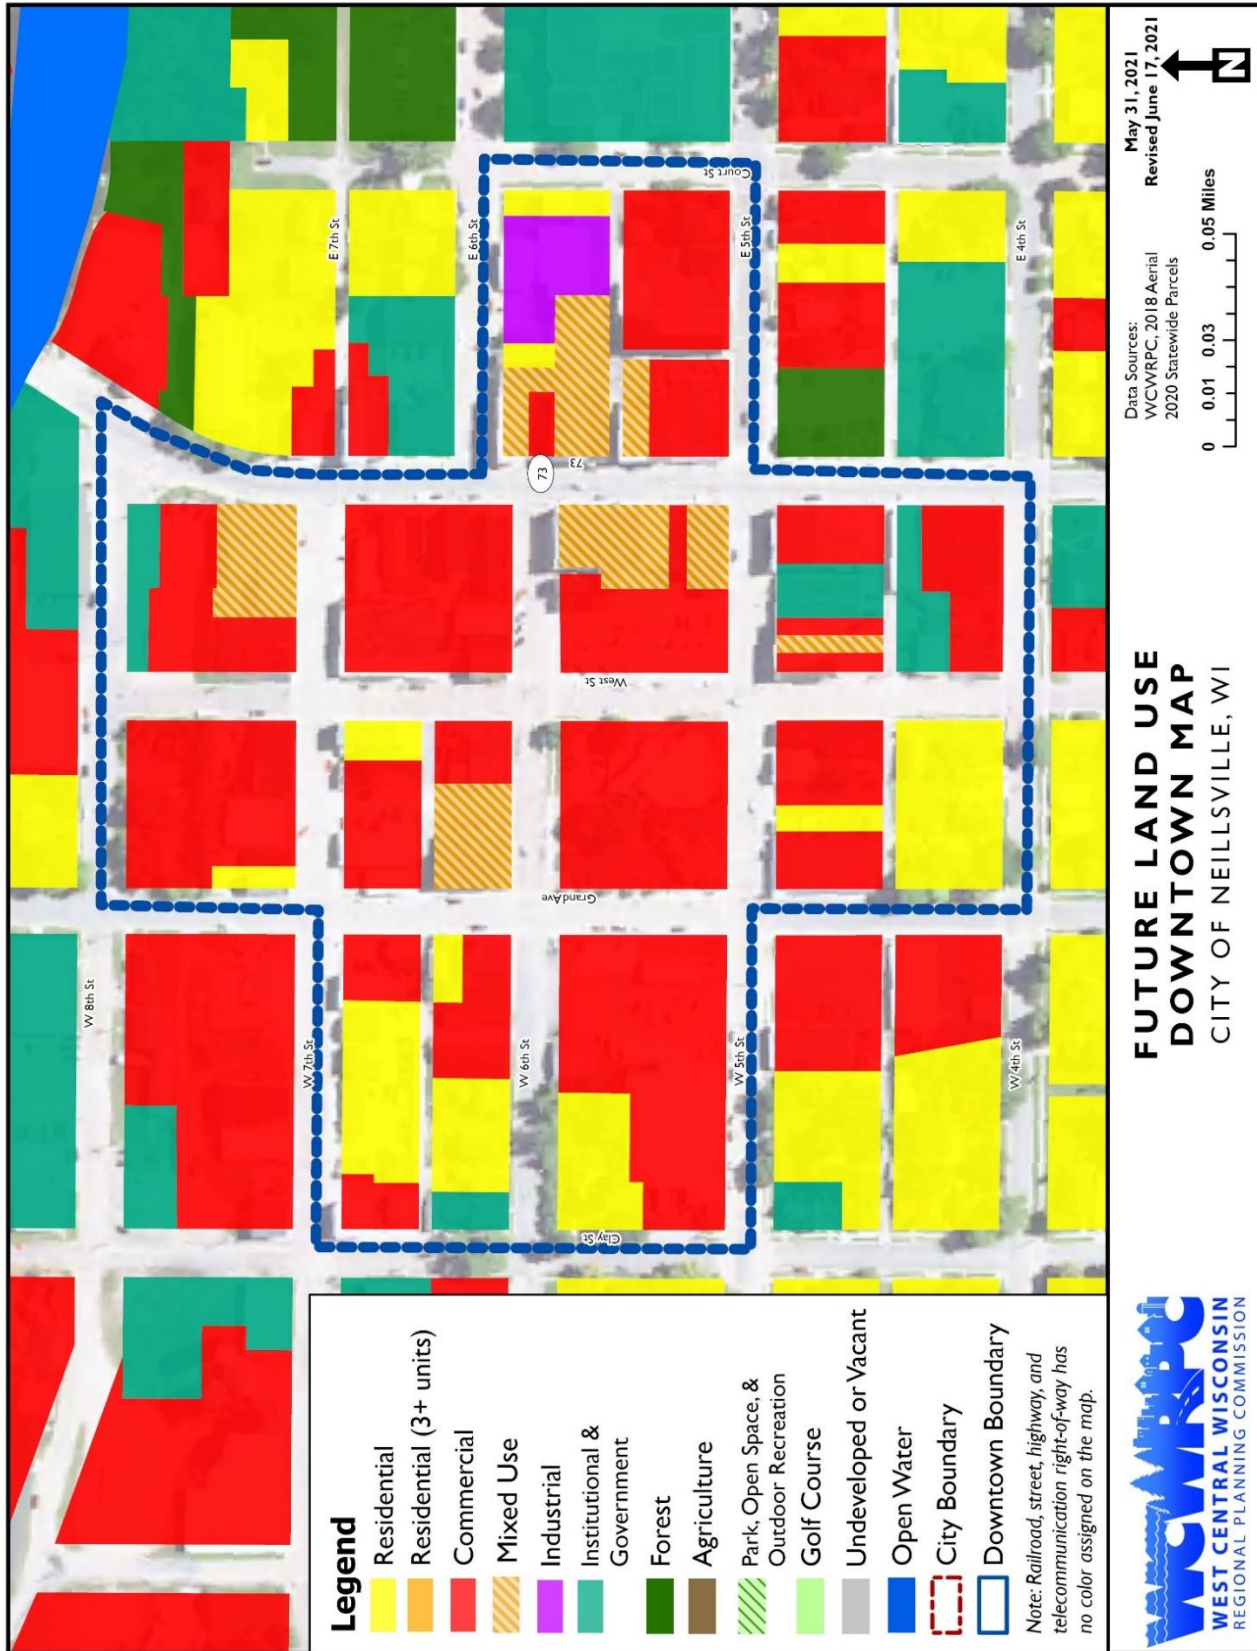 W 8th St
W 7th St
E 7th St
W 6th St
E 6th St
W 5th St
E 5th St
W 4th St
E 4th St
Clay St
Grand Ave
West St
Court St
73
73
Legend
Residential
Residential (3+ units)
Commercial
Mixed Use
Industrial
Institutional &
Government
Forest
Agriculture
Park, Open Space, &
Outdoor Recreation
Golf Course
Undeveloped or Vacant
Open Water
City Boundary
Downtown Boundary
Note: Railroad, street, highway, and
telecommunication right-of-way has
no color assigned on the map.
WCWRPC
WEST CENTRAL WISCONSIN
REGIONAL PLANNING COMMISSION
FUTURE LAND USE
DOWNTOWN MAP
CITY OF NEILLSVILLE, WI
Data Sources:
WCWRPC, 2018 Aerial
2020 Statewide Parcels
0 0.01 0.03 0.05 Miles
May 31, 2021
Revised June 17, 2021
N